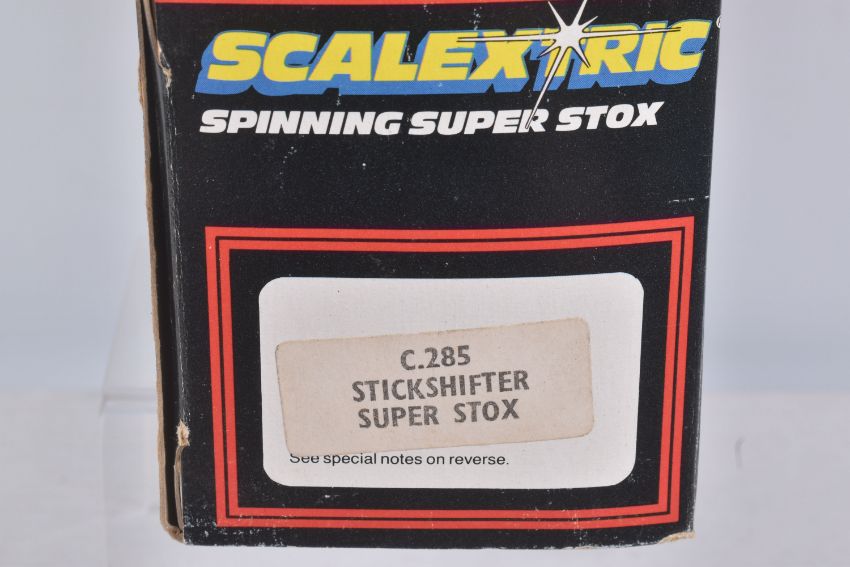 SCALEXTRIC®
SPINNING SUPER STOX
C.285
STICKSHIFTER
SUPER STOX
See special notes on reverse.